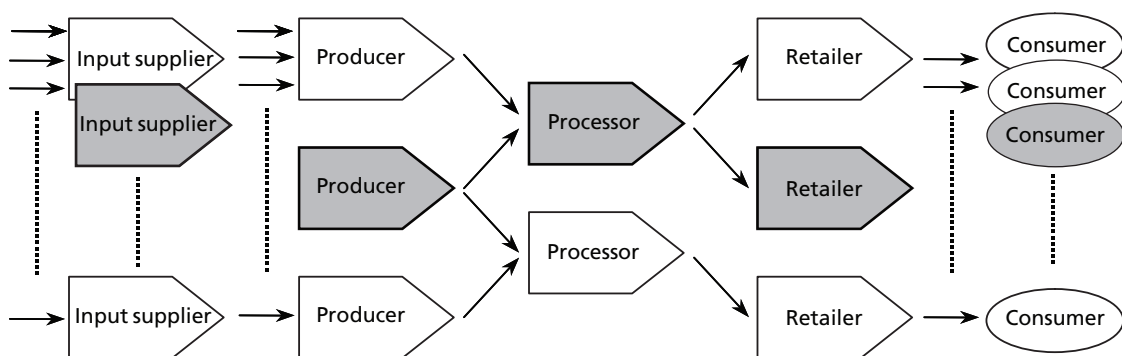 Input supplier
Producer
Retailer
Consumer
Consumer
Input supplier
Processor
Consumer
Producer
Retailer
Processor
Input supplier
Producer
Retailer
Consumer